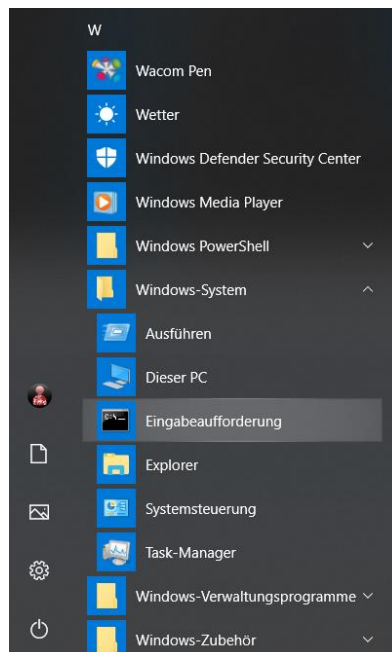 W
Wacom Pen
Wetter
Windows Defender Security Center
Windows Media Player
Windows PowerShell
Windows-System
Ausführen
Dieser PC
Eingabeaufforderung
Explorer
Systemsteuerung
Task-Manager
Windows-Verwaltungsprogramme
Windows-Zubehör